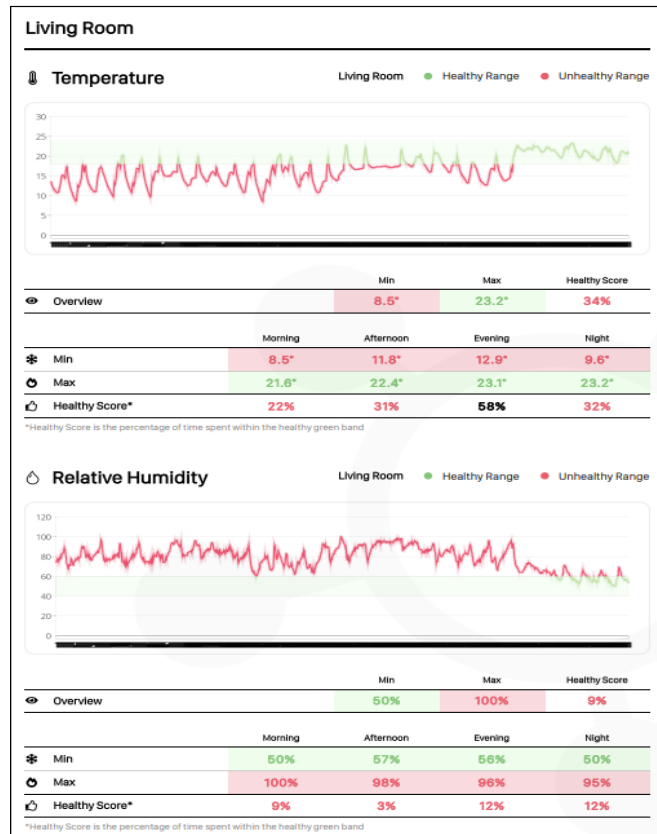 Living Room
Temperature
Living Room Healthy Range Unhealthy Range
30
25
20
15
10
5
0
Min Max Healthy Score
Overview 8.5° 23.2° 34%
Morning Afternoon Evening Night
Min 8.5° 11.8° 12.9° 9.6°
Max 21.6° 22.4° 23.1° 23.2°
Healthy Score* 22% 31% 58% 32%
*Healthy Score is the percentage of time spent within the healthy green band
Relative Humidity
Living Room Healthy Range Unhealthy Range
120
100
80
60
40
20
0
Min Max Healthy Score
Overview 50% 100% 9%
Morning Afternoon Evening Night
Min 50% 57% 56% 50%
Max 100% 98% 96% 95%
Healthy Score* 9% 3% 12% 12%
*Healthy Score is the percentage of time spent within the healthy green band